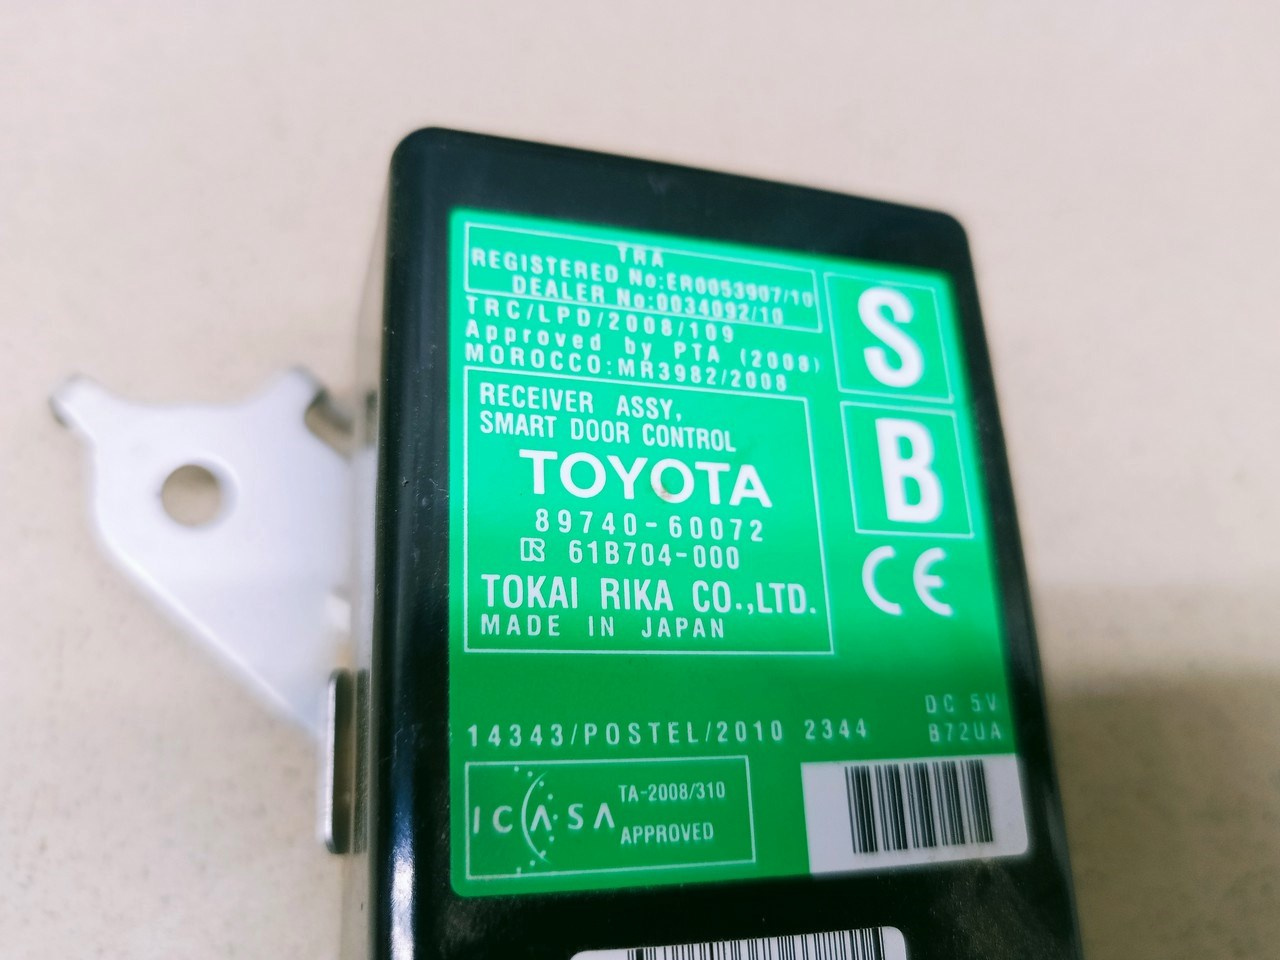 TRA
REGISTERED No:ER0053907/10
DEALER No:0034092/10
TRC/LPD/2008/109
Approved by PTA (2008)
MOROCCO:MR3982/2008
RECEIVER ASSY,
SMART DOOR CONTROL
TOYOTA
89740-60072
61B704-000
TOKAI RIKA CO.,LTD.
MADE IN JAPAN
S
B
CE
DC 5V
14343/POSTEL/2010 2344
B72UA
ICASA
TA-2008/310
APPROVED